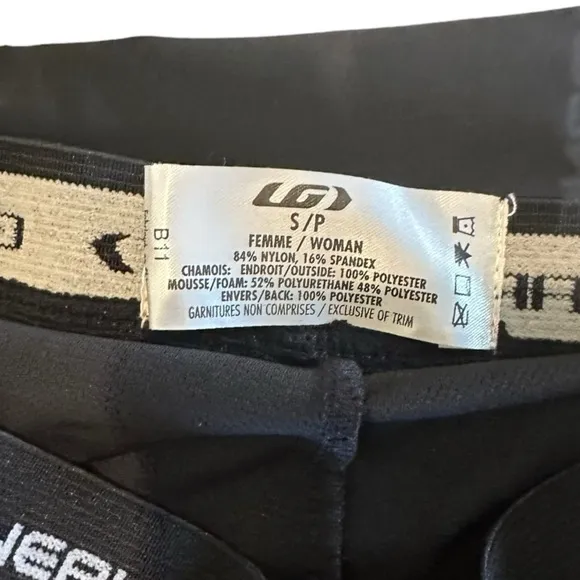 LG
S/P
FEMME / WOMAN
84% NYLON, 16% SPANDEX
CHAMOIS: ENDROIT/OUTSIDE: 100% POLYESTER
MOUSSE/FOAM: 52% POLYURETHANE 48% POLYESTER
ENVERS/BACK: 100% POLYESTER
GARNITURES NON COMPRISES / EXCLUSIVE OF TRIM
B11